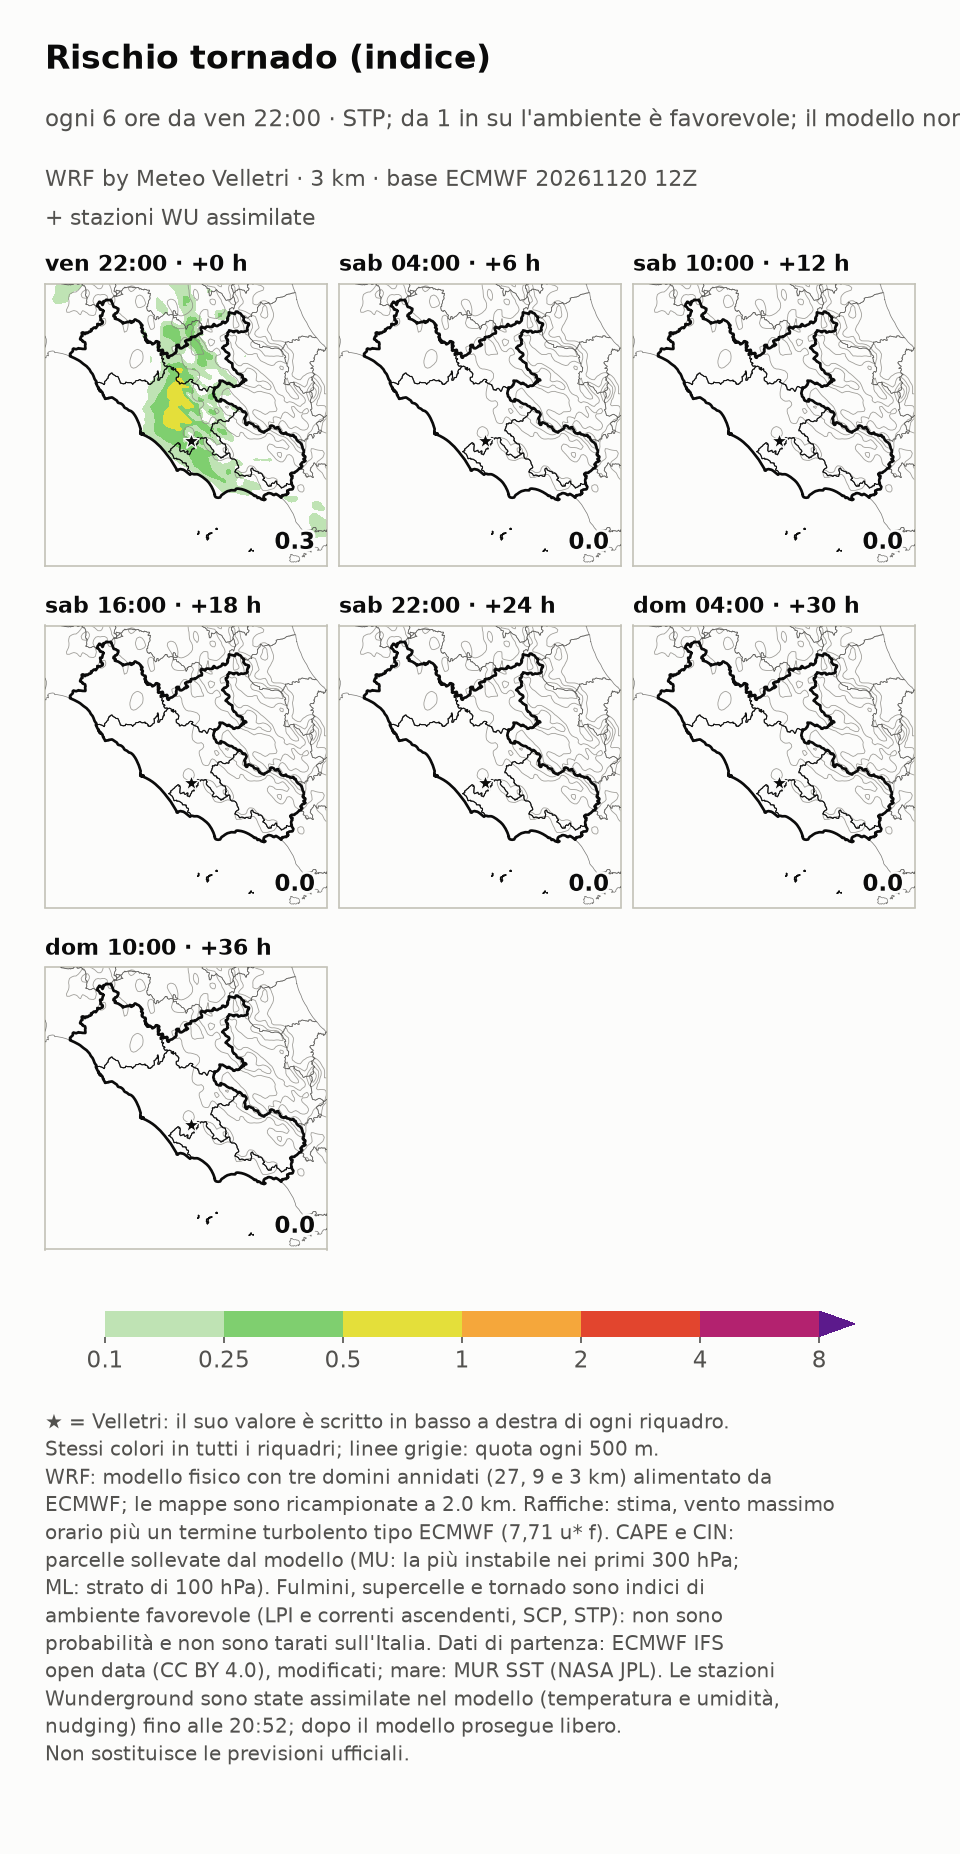 Rischio tornado (indice)
ogni 6 ore da ven 22:00 · STP; da 1 in su l'ambiente è favorevole; il modello non
WRF by Meteo Velletri · 3 km · base ECMWF 20261120 12Z
+ stazioni WU assimilate
ven 22:00 · +0 h
sab 04:00 · +6 h
sab 10:00 · +12 h
0.3
0.0
0.0
sab 16:00 · +18 h
sab 22:00 · +24 h
dom 04:00 · +30 h
0.0
0.0
0.0
dom 10:00 · +36 h
0.0
0.1 0.25 0.5 1 2 4 8
★ = Velletri: il suo valore è scritto in basso a destra di ogni riquadro.
Stessi colori in tutti i riquadri; linee grigie: quota ogni 500 m.
WRF: modello fisico con tre domini annidati (27, 9 e 3 km) alimentato da
ECMWF; le mappe sono ricampionate a 2.0 km. Raffiche: stima, vento massimo
orario più un termine turbolento tipo ECMWF (7,71 u* f). CAPE e CIN:
parcelle sollevate dal modello (MU: la più instabile nei primi 300 hPa;
ML: strato di 100 hPa). Fulmini, supercelle e tornado sono indici di
ambiente favorevole (LPI e correnti ascendenti, SCP, STP): non sono
probabilità e non sono tarati sull'Italia. Dati di partenza: ECMWF IFS
open data (CC BY 4.0), modificati; mare: MUR SST (NASA JPL). Le stazioni
Wunderground sono state assimilate nel modello (temperatura e umidità,
nudging) fino alle 20:52; dopo il modello prosegue libero.
Non sostituisce le previsioni ufficiali.